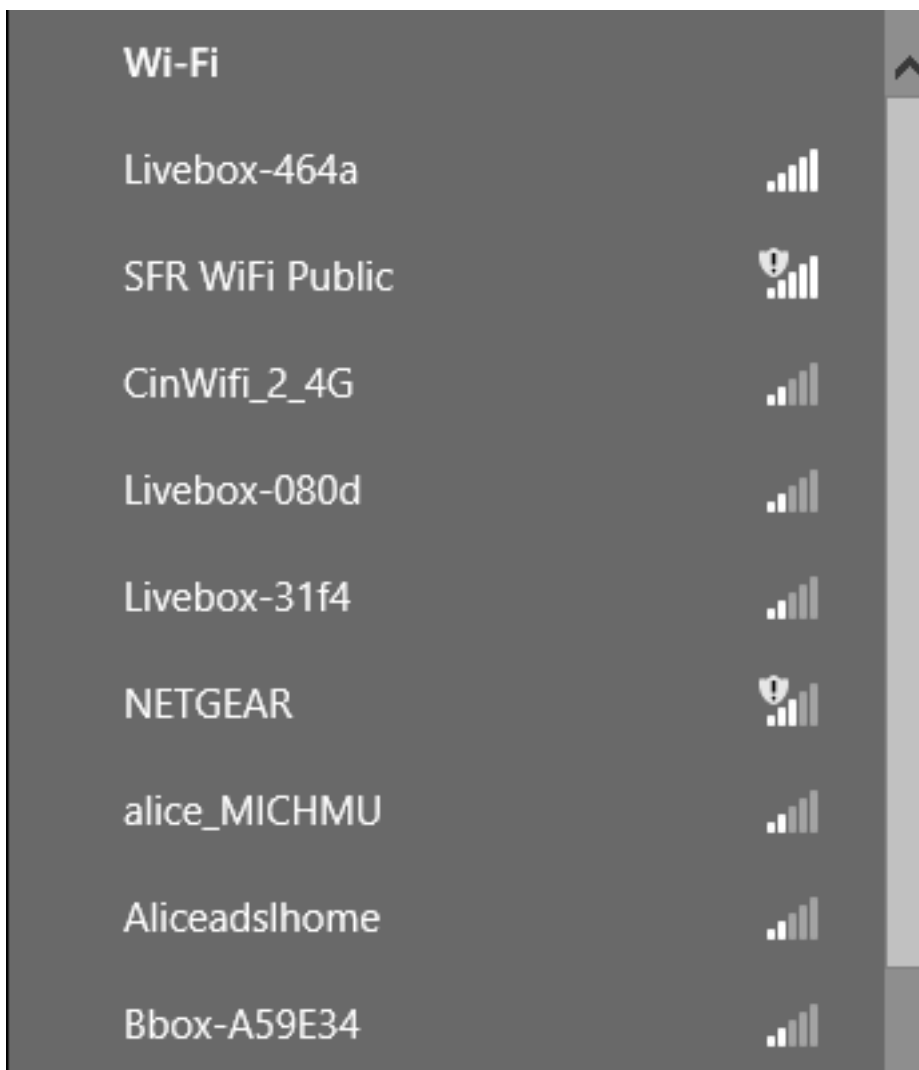 Wi-Fi
Livebox-464a
SFR WiFi Public
CinWifi_2_4G
Livebox-080d
Livebox-31f4
NETGEAR
alice_MICHMU
Aliceadslhome
Bbox-A59E34